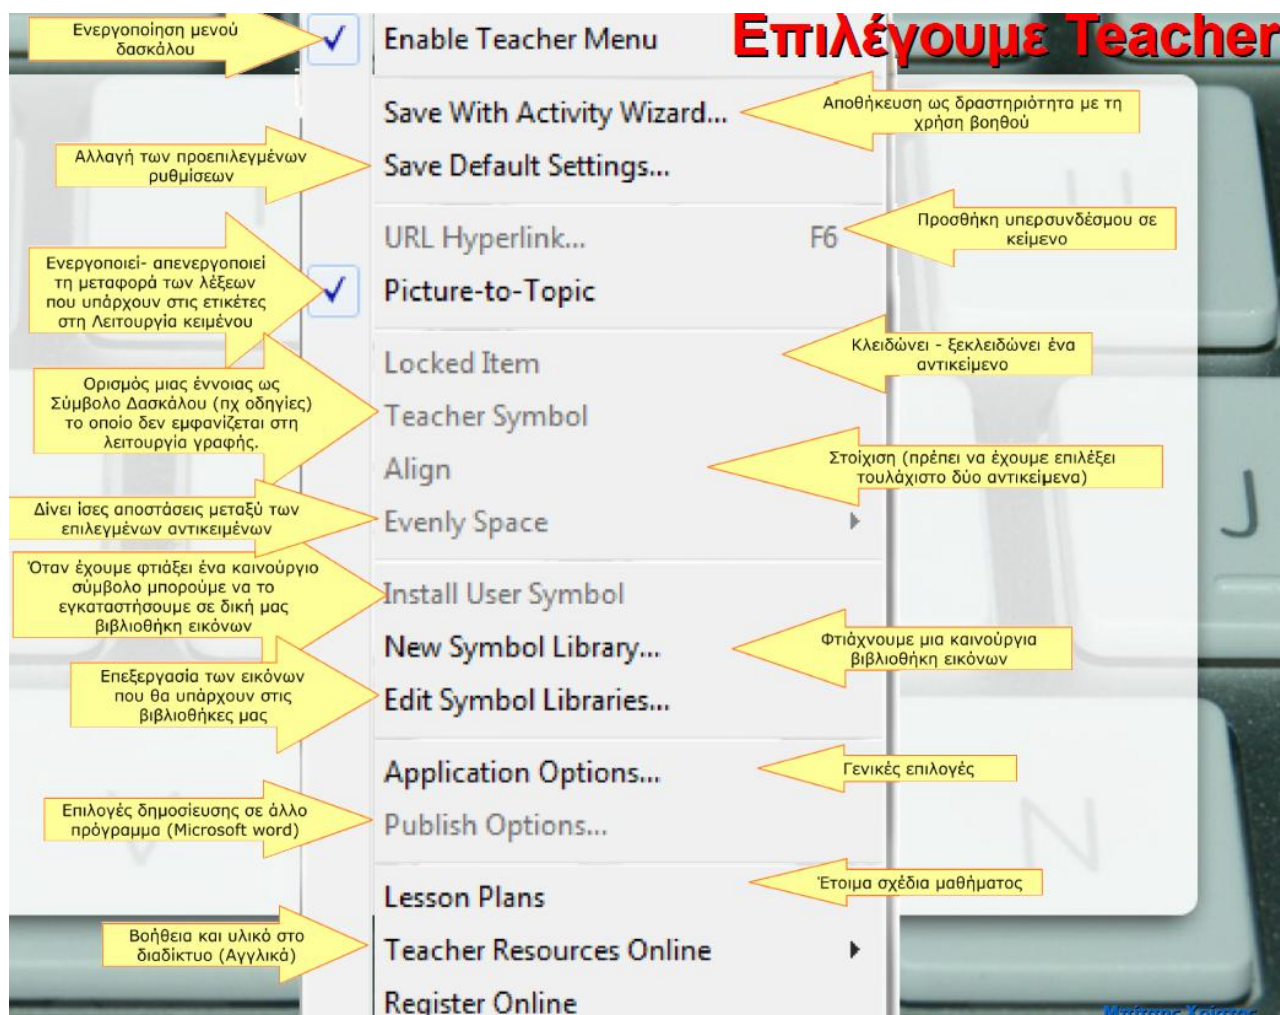 Επιλέγουμε Teacher
Ενεργοποίηση μενού
δασκάλου
Enable Teacher Menu
Save With Activity Wizard...
Αποθήκευση ως δραστηριότητα με τη
χρήση βοηθού
Αλλαγή των προεπιλεγμένων
ρυθμίσεων
Save Default Settings...
URL Hyperlink... F6
Προσθήκη υπερσυνδέσμου σε
κείμενο
Ενεργοποιεί- απενεργοποιεί
τη μεταφορά των λέξεων
που υπάρχουν στις ετικέτες
στη Λειτουργία κειμένου
Picture-to-Topic
Locked Item
Κλειδώνει - ξεκλειδώνει ένα
αντικείμενο
Ορισμός μιας έννοιας ως
Σύμβολο Δασκάλου (πχ οδηγίες)
το οποίο δεν εμφανίζεται στη
λειτουργία γραφής.
Teacher Symbol
Align
Στοίχιση (πρέπει να έχουμε επιλέξει
τουλάχιστο δύο αντικείμενα)
Δίνει ίσες αποστάσεις μεταξύ των
επιλεγμένων αντικειμένων
Evenly Space
Όταν έχουμε φτιάξει ένα καινούργιο
σύμβολο μπορούμε να το
εγκαταστήσουμε σε δική μας
βιβλιοθήκη εικόνων
Install User Symbol
New Symbol Library...
Φτιάχνουμε μια καινούργια
βιβλιοθήκη εικόνων
Επεξεργασία των εικόνων
που θα υπάρχουν στις
βιβλιοθήκες μας
Edit Symbol Libraries...
Application Options...
Γενικές επιλογές
Επιλογές δημοσίευσης σε άλλο
πρόγραμμα (Microsoft word)
Publish Options...
Lesson Plans
Έτοιμα σχέδια μαθήματος
Βοήθεια και υλικό στο
διαδίκτυο (Αγγλικά)
Teacher Resources Online
Register Online
U
J
V
N